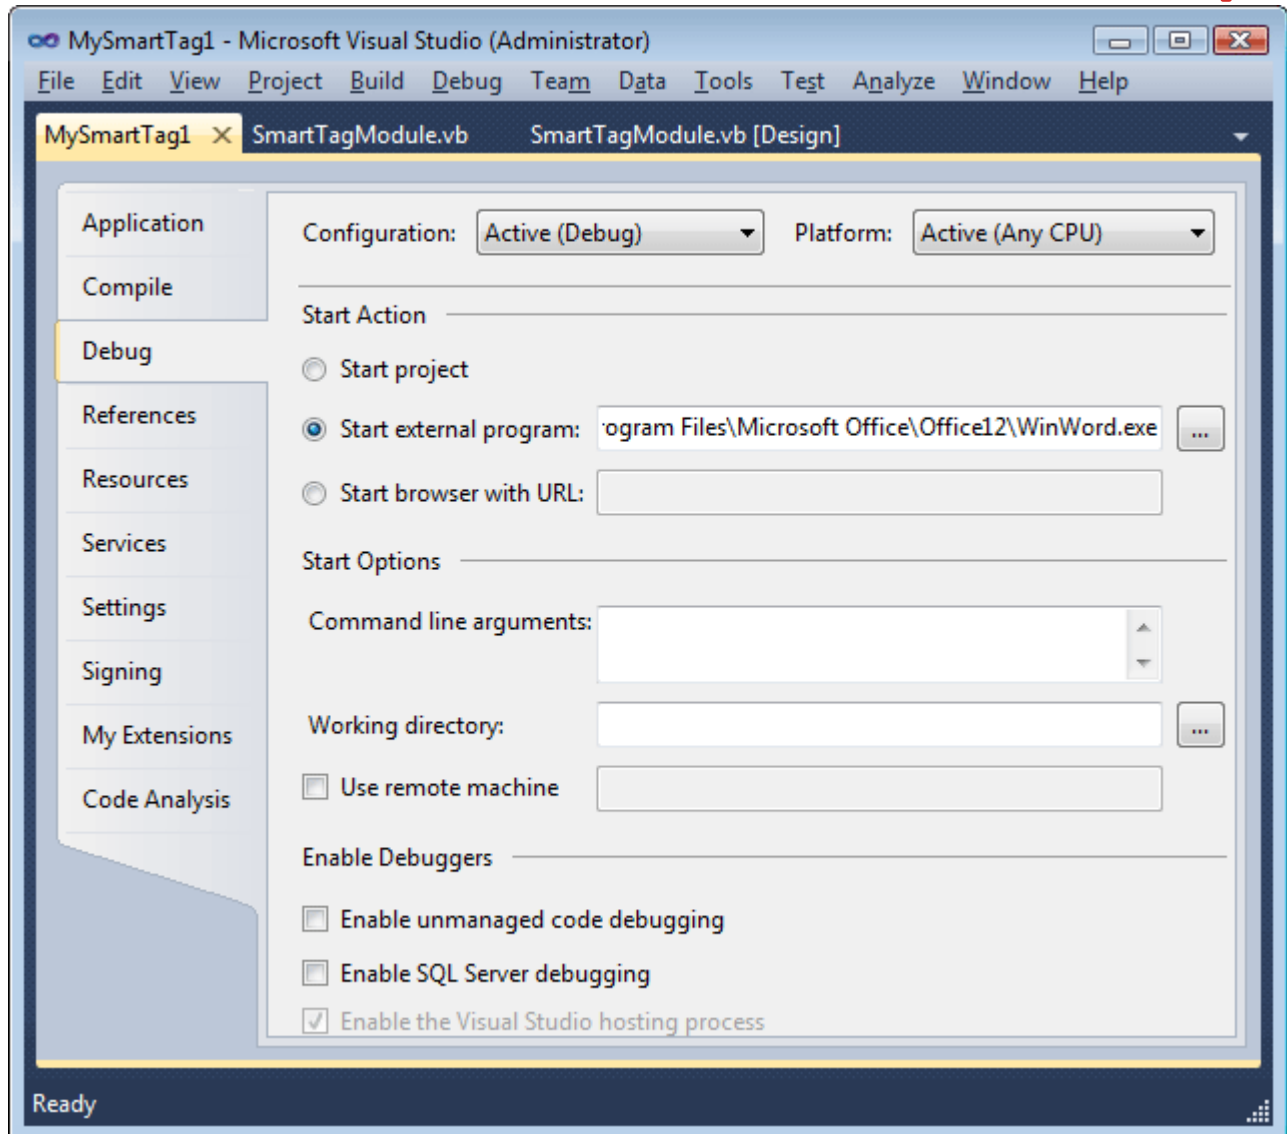 MySmartTag1 - Microsoft Visual Studio (Administrator)
File Edit View Project Build Debug Team Data Tools Test Analyze Window Help
MySmartTag1 SmartTagModule.vb SmartTagModule.vb [Design]
Application
Compile
Debug
References
Resources
Services
Settings
Signing
My Extensions
Code Analysis
Configuration: Active (Debug) Platform: Active (Any CPU)
Start Action
Start project
Start external program: rogram Files\Microsoft Office\Office12\WinWord.exe ...
Start browser with URL:
Start Options
Command line arguments:
Working directory: ...
Use remote machine
Enable Debuggers
Enable unmanaged code debugging
Enable SQL Server debugging
Enable the Visual Studio hosting process
Ready